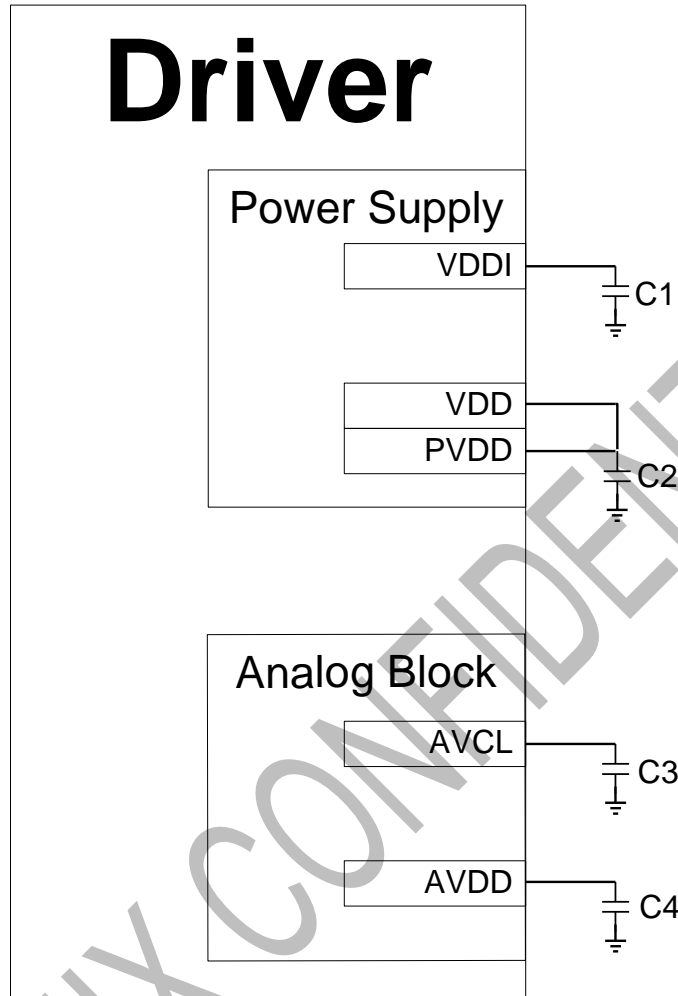 Driver
Power Supply
VDDI
C1
VDD
PVDD
C2
Analog Block
AVCL
C3
AVDD
C4